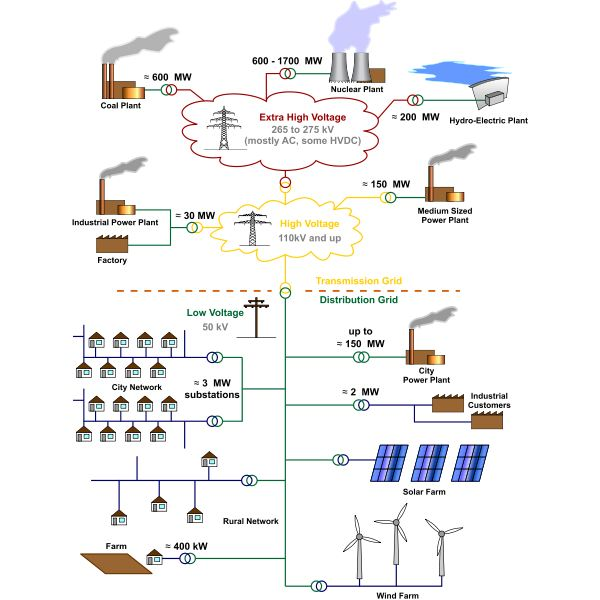 600 - 1700 MW
≈ 600 MW
Nuclear Plant
Coal Plant
Extra High Voltage
265 to 275 kV
(mostly AC, some HVDC)
≈ 200 MW
Hydro-Electric Plant
≈ 150 MW
Industrial Power Plant
≈ 30 MW
High Voltage
110kV and up
Medium Sized
Power Plant
Factory
Transmission Grid
Distribution Grid
Low Voltage
50 kV
up to
≈ 150 MW
City
Power Plant
City Network
≈ 3 MW
substations
≈ 2 MW
Industrial
Customers
Solar Farm
Rural Network
Farm
≈ 400 kW
Wind Farm